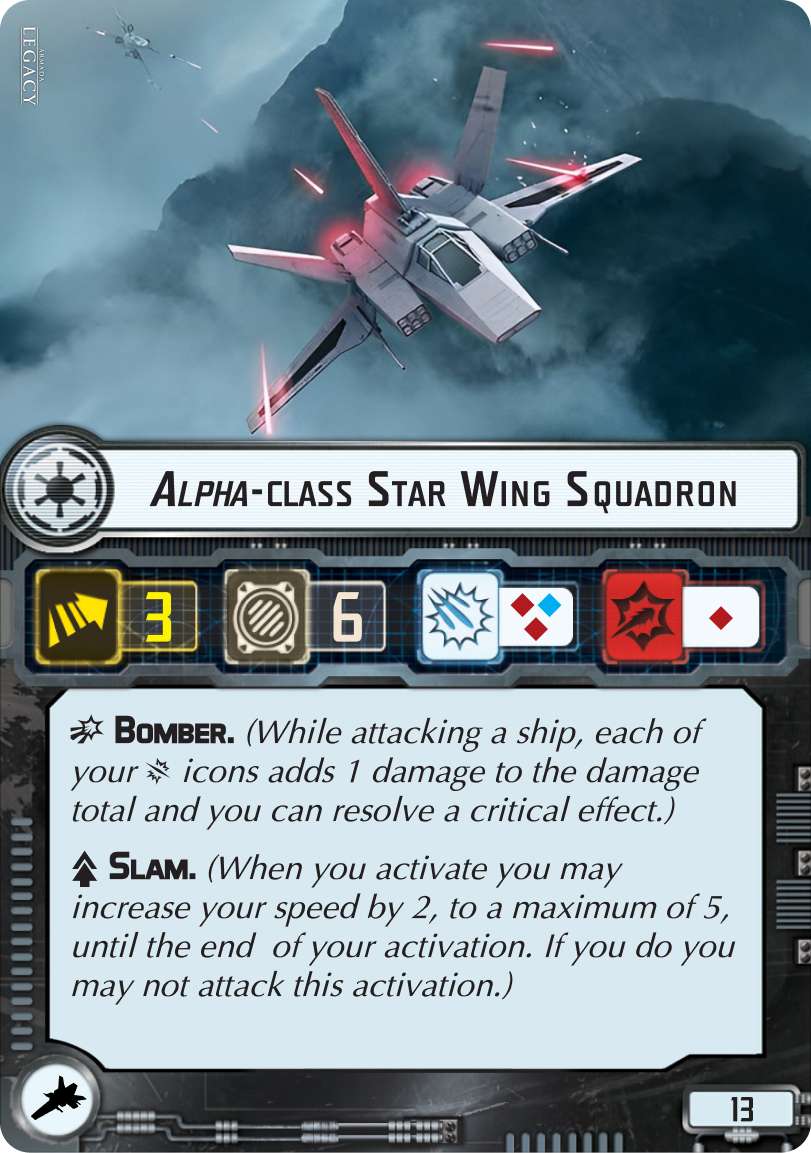 ARMADA
LEGACY
ALPHA-CLASS STAR WING SQUADRON
3
6
BOMBER. (While attacking a ship, each of
your icons adds 1 damage to the damage
total and you can resolve a critical effect.)
SLAM. (When you activate you may
increase your speed by 2, to a maximum of 5,
until the end of your activation. If you do you
may not attack this activation.)
13